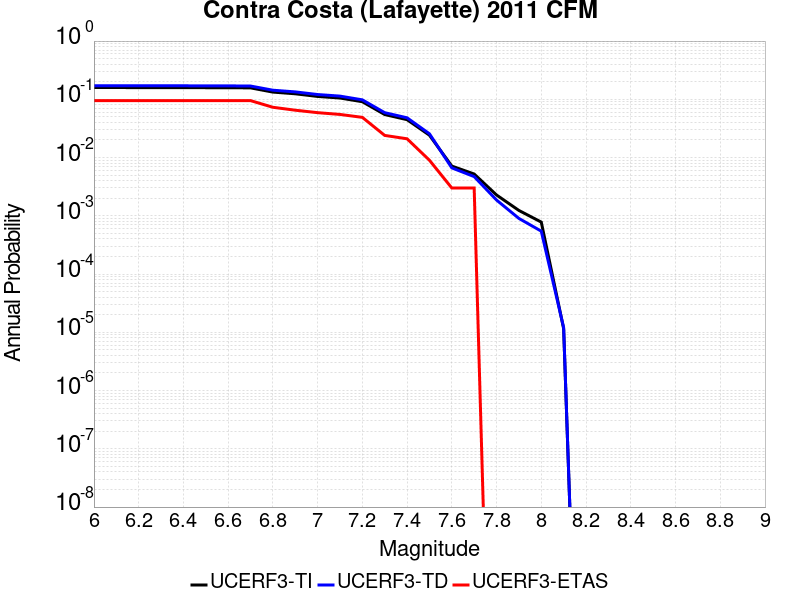 Contra Costa (Lafayette) 2011 CFM
Annual Probability
10^0
10^-1
10^-2
10^-3
10^-4
10^-5
10^-6
10^-7
10^-8
6 6.2 6.4 6.6 6.8 7 7.2 7.4 7.6 7.8 8 8.2 8.4 8.6 8.8 9
Magnitude
UCERF3-TI UCERF3-TD UCERF3-ETAS